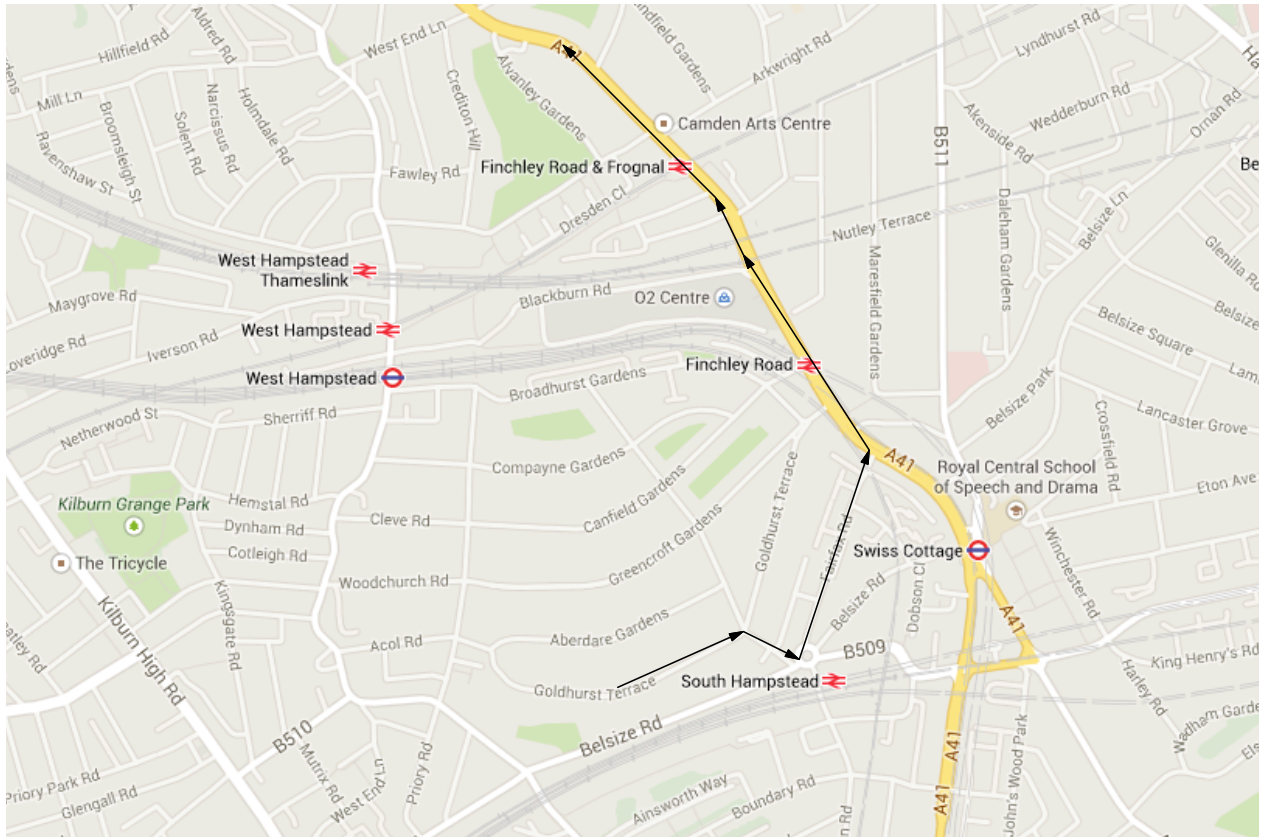 Hillfield Rd
Aldred Rd
West End Ln
A41
Lyndhurst Rd
Arkwright Rd
Mill Ln
Alvanley Gardens
Crediton Hill
Narcissus Rd
Holmdale Rd
Broomsleigh St
Solent Rd
Ravenshaw St
Camden Arts Centre
B511
Akenside Rd
Wedderburn Rd
Ornan Rd
Finchley Road & Frognal
Fawley Rd
Dresden Cl
Nutley Terrace
Daleham Gardens
Belsize Ln
Glenilla Rd
West Hampstead
Thameslink
Maygrove Rd
Blackburn Rd
O2 Centre
Maresfield Gardens
Belsize Square
West Hampstead
Iverson Rd
West Hampstead
Finchley Road
Broadhurst Gardens
Belsize Park
Crossfield Rd
Lancaster Grove
Netherwood St
Sherriff Rd
Compayne Gardens
Goldhurst Terrace
A41
Royal Central School
of Speech and Drama
Eton Ave
Kilburn Grange Park
Hemstal Rd
Dynham Rd
Cotleigh Rd
Cleve Rd
Canfield Gardens
Greencroft Gardens
Fairfax Rd
Swiss Cottage
Winchester Rd
The Tricycle
Kilburn High Rd
Kingsgate Rd
Woodchurch Rd
Belsize Rd
Dobson Cl
A41
Acol Rd
Aberdare Gardens
B509
King Henry's Rd
Harley Rd
Goldhurst Terrace
South Hampstead
Belsize Rd
B510
Mutrix Rd
West End Ln
Priory Rd
A41
John's Wood Park
Priory Park Rd
Glengall Rd
Ainsworth Way
Boundary Rd
A41